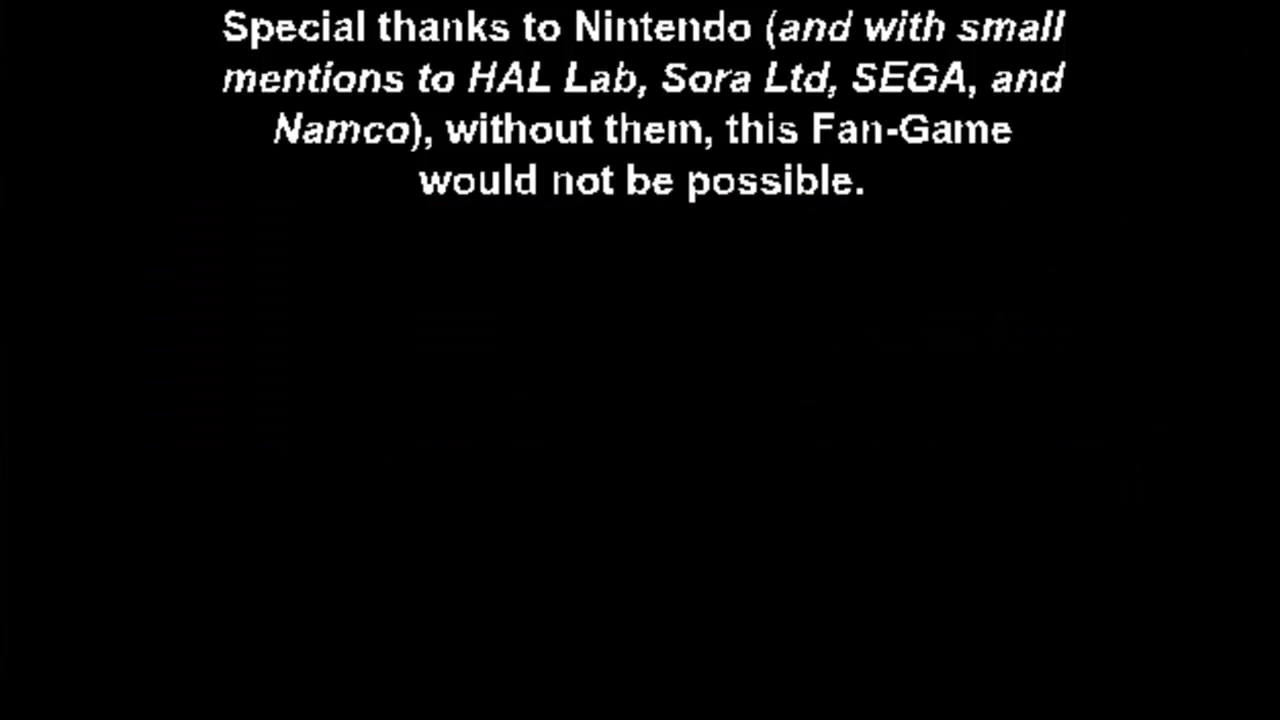 Special thanks to Nintendo (and with small
mentions to HAL Lab, Sora Ltd, SEGA, and
Namco), without them, this Fan-Game
would not be possible.